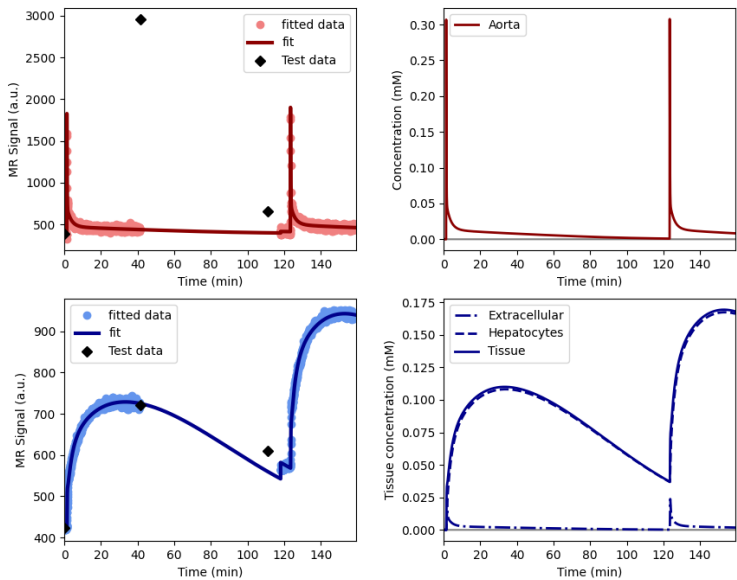 3000
2500
2000
1500
1000
500
MR Signal (a.u.)
fitted data
fit
Test data
0 20 40 60 80 100 120 140
Time (min)
0.30
0.25
0.20
0.15
0.10
0.05
0.00
Concentration (mM)
Aorta
0 20 40 60 80 100 120 140
Time (min)
900
800
700
600
500
400
MR Signal (a.u.)
fitted data
fit
Test data
0 20 40 60 80 100 120 140
Time (min)
0.175
0.150
0.125
0.100
0.075
0.050
0.025
0.000
Tissue concentration (mM)
Extracellular
Hepatocytes
Tissue
0 20 40 60 80 100 120 140
Time (min)